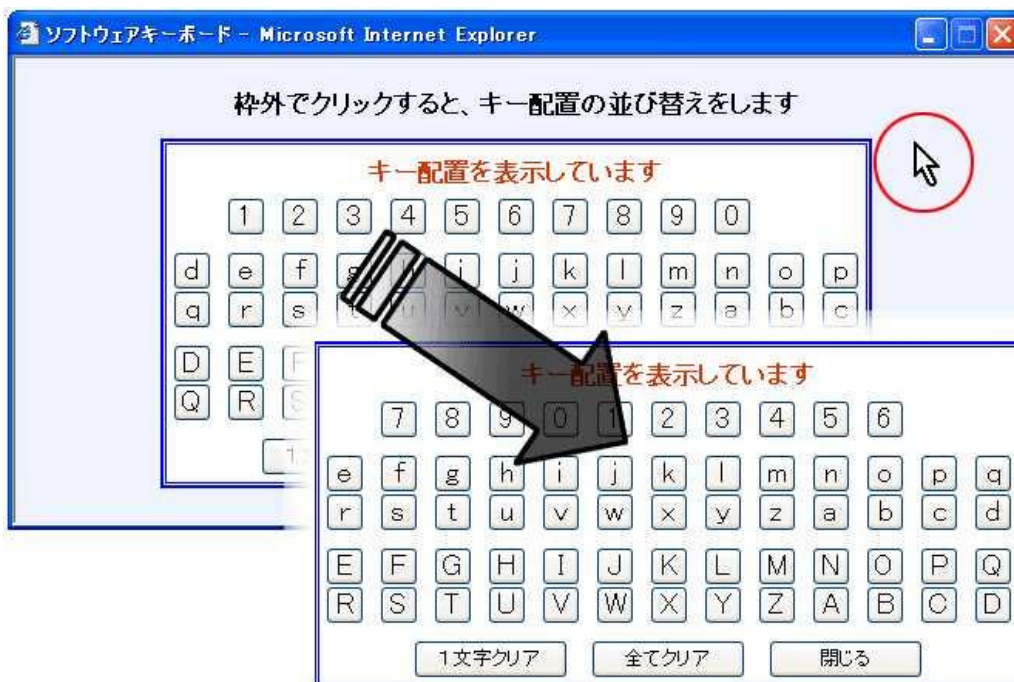 ソフトウェアキーボード - Microsoft Internet Explorer
枠外でクリックすると、キー配置の並び替えをします
キー配置を表示しています
1 2 3 4 5 6 7 8 9 0
d e f g h i j k l m n o p
q r s t u v w x y z a b c
D E F
Q R S
キー配置を表示しています
7 8 9 0 1 2 3 4 5 6
e f g h i j k l m n o p q
r s t u v w x y z a b c d
E F G H I J K L M N O P Q
R S T U V W X Y Z A B C D
1文字クリア 全てクリア 閉じる